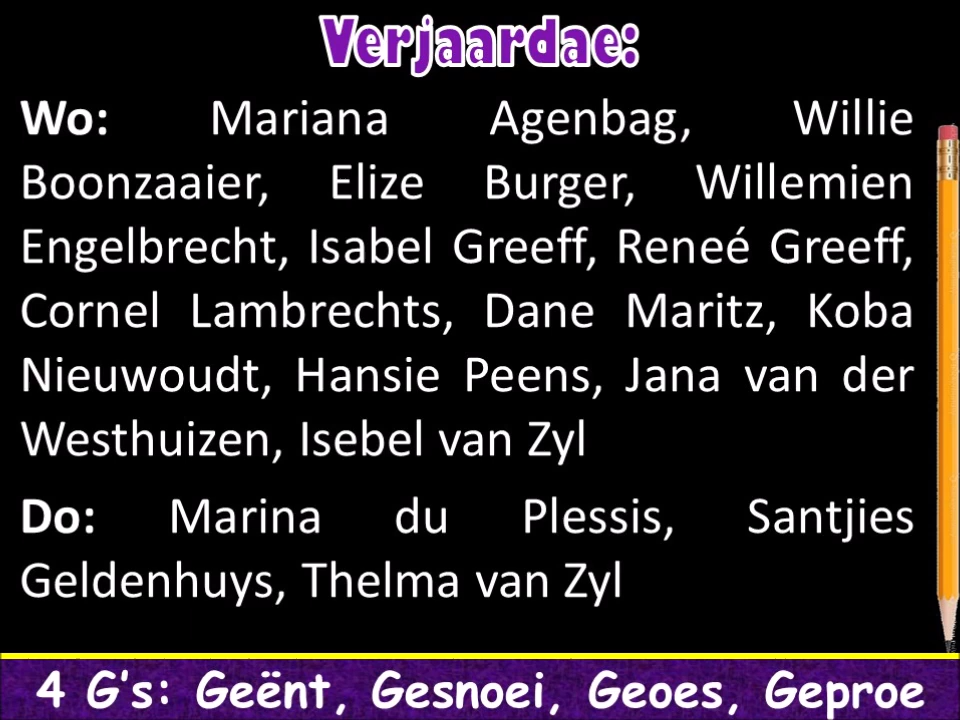 Verjaardae:
Wo: Mariana Agenbag, Willie
Boonzaaier, Elize Burger, Willemien
Engelbrecht, Isabel Greeff, Reneé Greeff,
Cornel Lambrechts, Dane Maritz, Koba
Nieuwoudt, Hansie Peens, Jana van der
Westhuizen, Isebel van Zyl
Do: Marina du Plessis, Santjies
Geldenhuys, Thelma van Zyl
4 G's: Geënt, Gesnoei, Geoes, Geproe